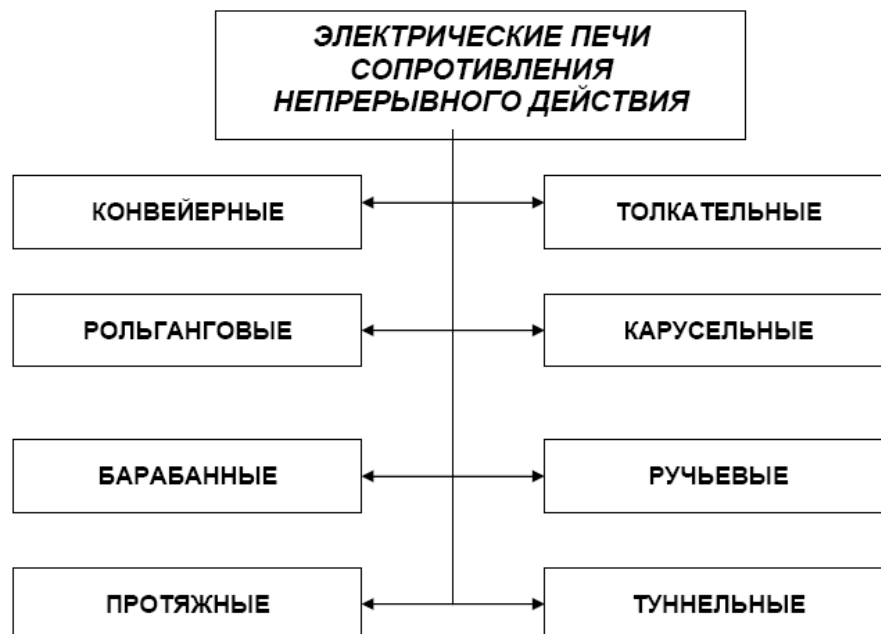 ЭЛЕКТРИЧЕСКИЕ ПЕЧИ
СОПРОТИВЛЕНИЯ
НЕПРЕРЫВНОГО ДЕЙСТВИЯ
КОНВЕЙЕРНЫЕ
ТОЛКАТЕЛЬНЫЕ
РОЛЬГАНГОВЫЕ
КАРУСЕЛЬНЫЕ
БАРАБАННЫЕ
РУЧЬЕВЫЕ
ПРОТЯЖНЫЕ
ТУННЕЛЬНЫЕ